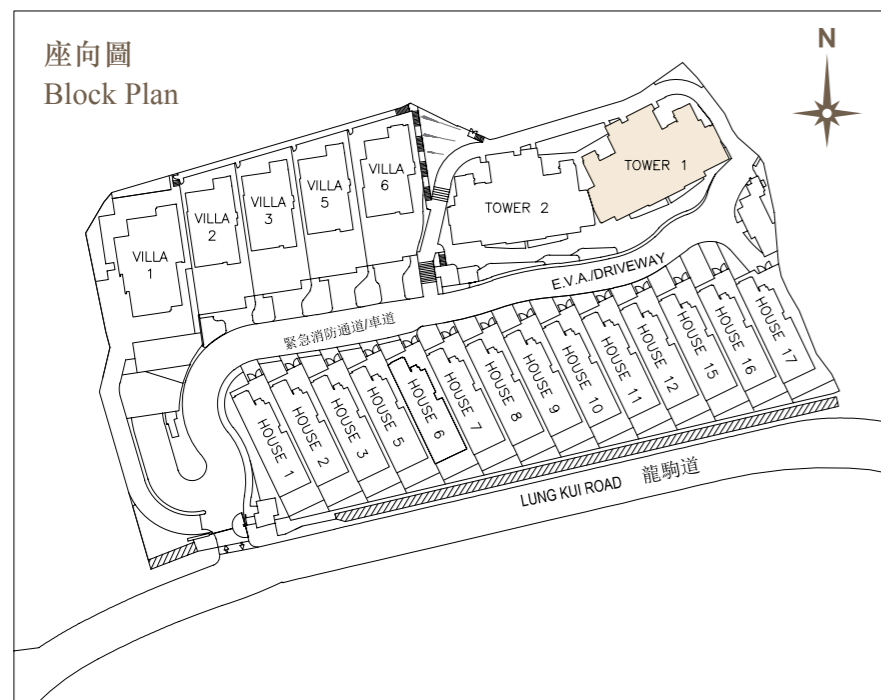 座向圖
Block Plan
N
VILLA
1
VILLA
2
VILLA
3
VILLA
5
VILLA
6
TOWER 2
TOWER 1
E.V.A./DRIVEWAY
緊急消防通道/車道
HOUSE 1
HOUSE 2
HOUSE 3
HOUSE 5
HOUSE 6
HOUSE 7
HOUSE 8
HOUSE 9
HOUSE 10
HOUSE 11
HOUSE 12
HOUSE 15
HOUSE 16
HOUSE 17
LUNG KUI ROAD 龍駒道